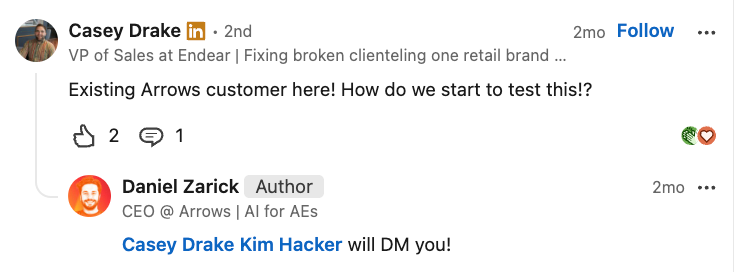 Casey Drake in • 2nd 2mo Follow ...
VP of Sales at Endear | Fixing broken clienteling one retail brand ...
Existing Arrows customer here! How do we start to test this!?
2 1
Daniel Zarick Author 2mo ...
CEO @ Arrows | AI for AEs
Casey Drake Kim Hacker will DM you!